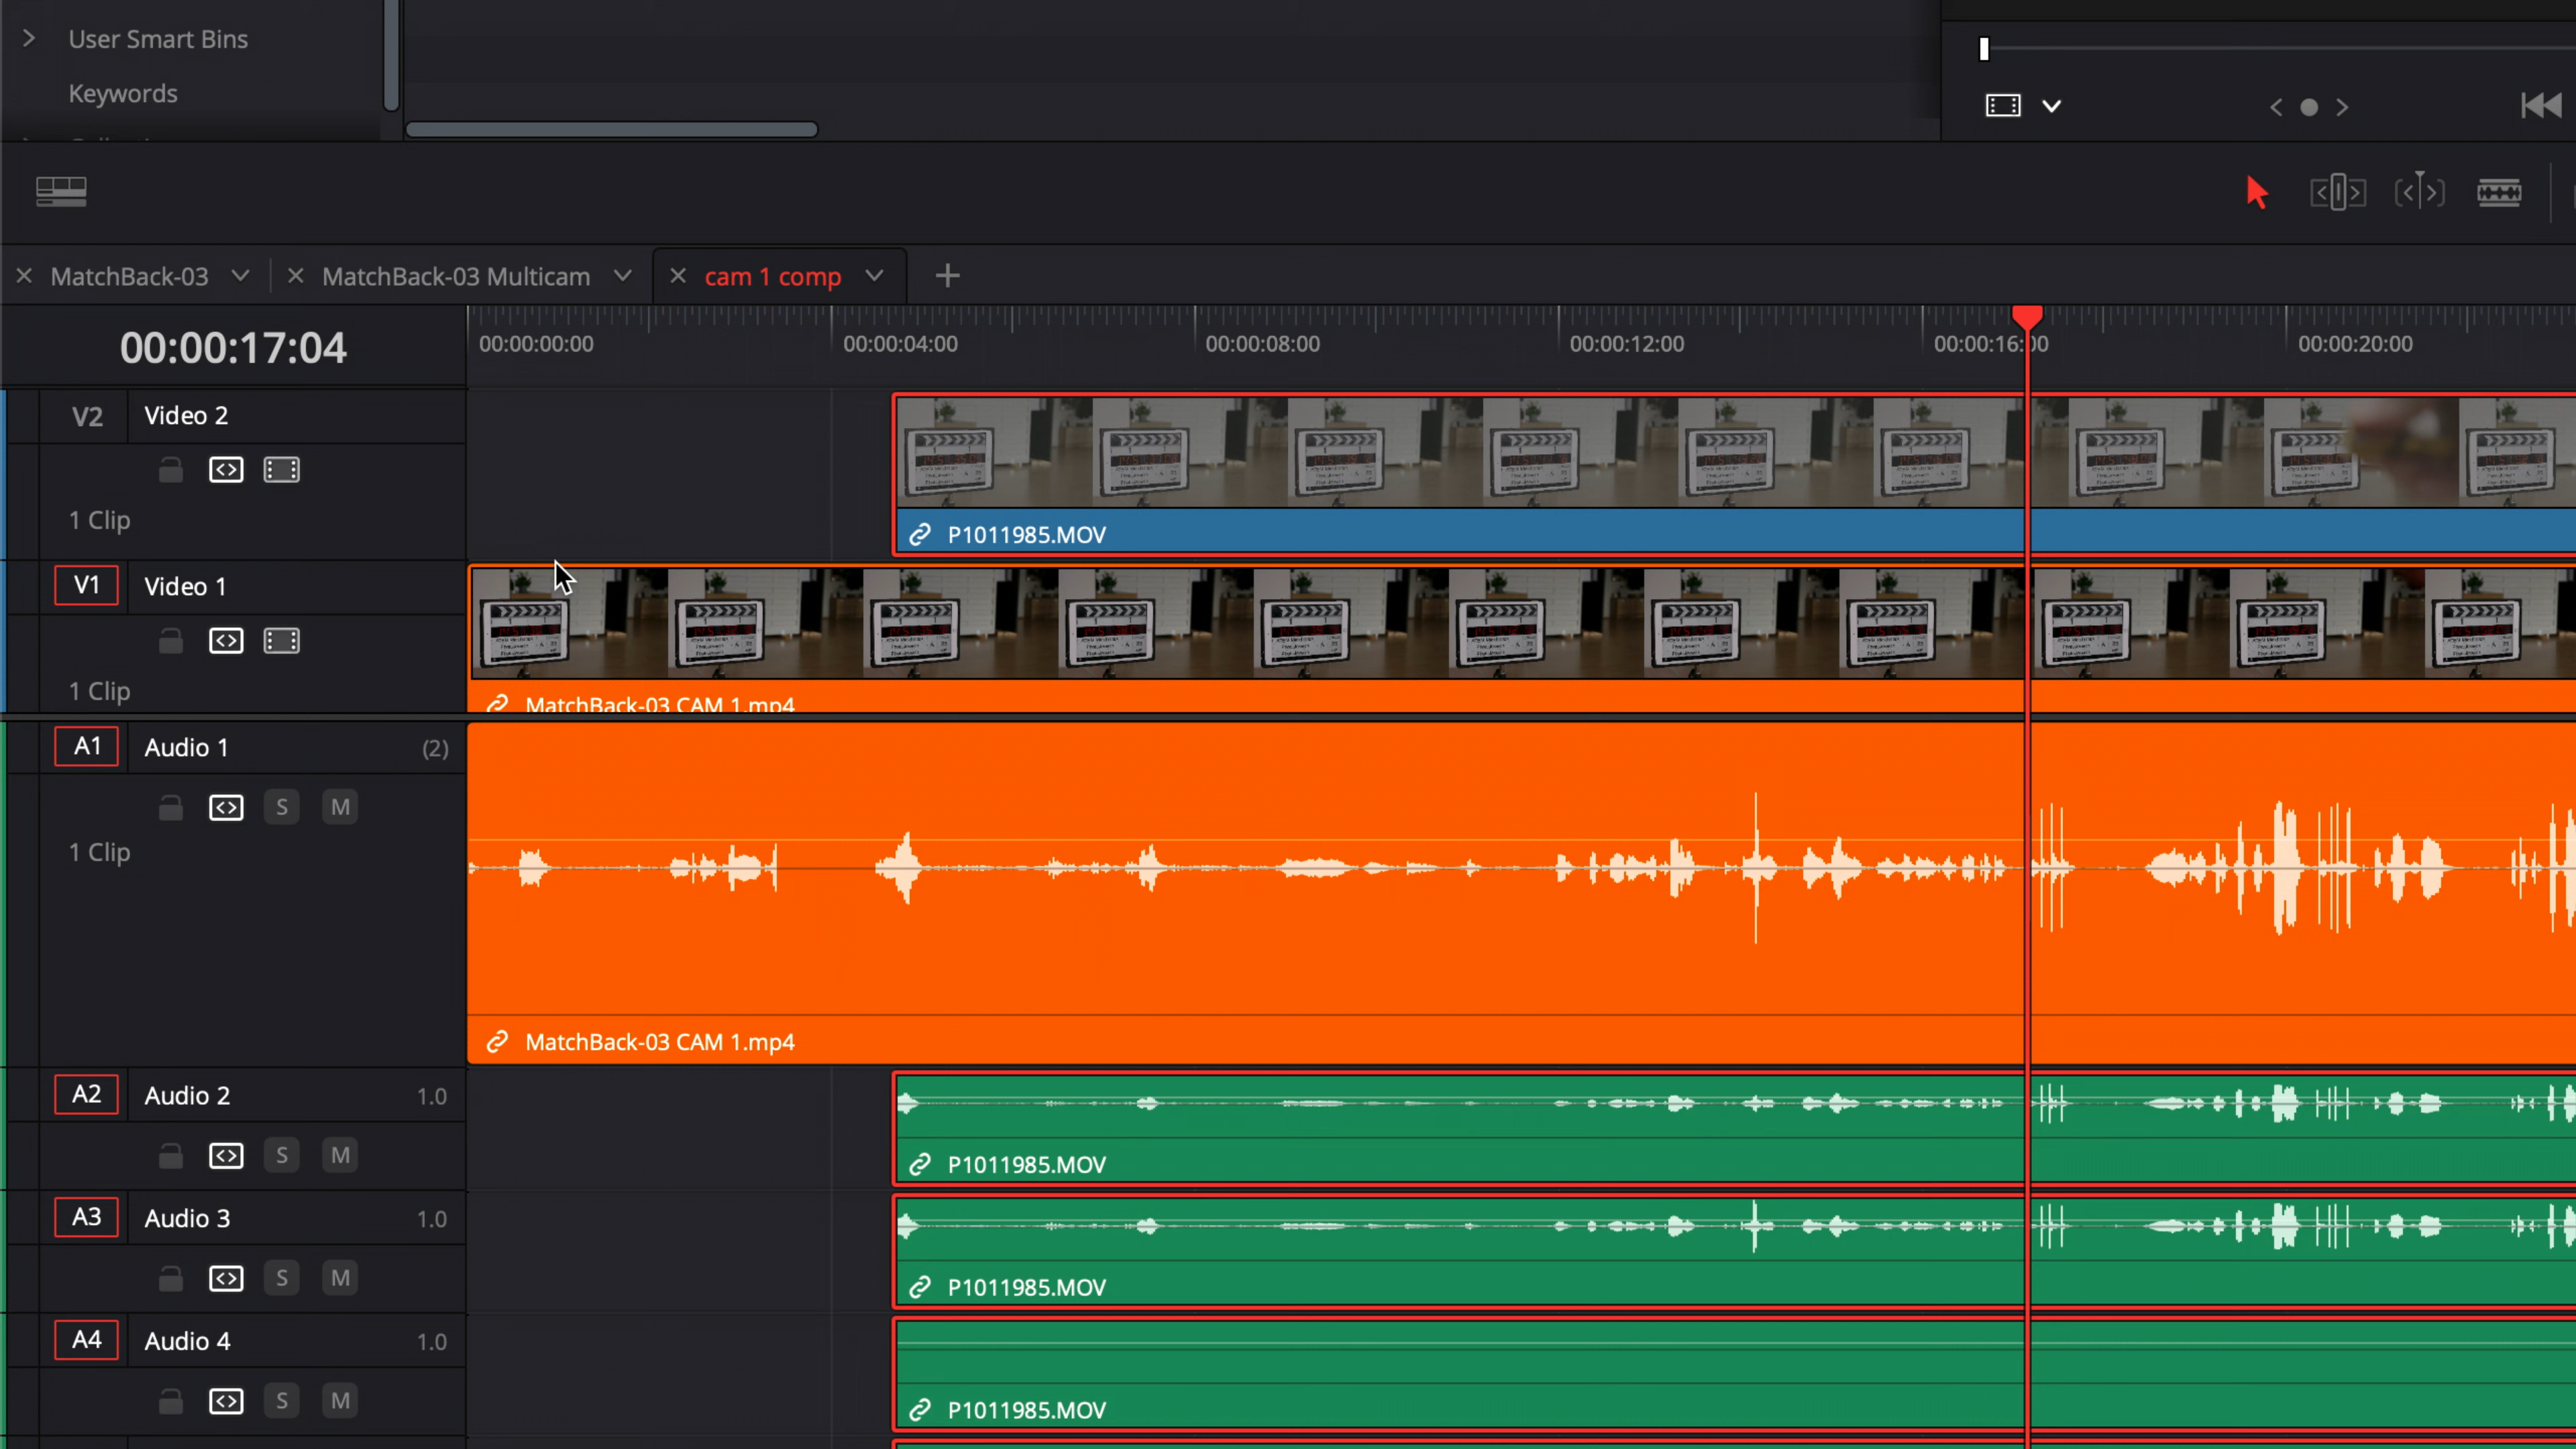 User Smart Bins
Keywords
MatchBack-03
MatchBack-03 Multicam
cam 1 comp
00:00:17:04
00:00:00:00
00:00:04:00
00:00:08:00
00:00:12:00
00:00:16:00
00:00:20:00
V2 Video 2
1 Clip
P1011985.MOV
V1 Video 1
1 Clip
MatchBack-03 CAM 1.mp4
A1 Audio 1 (2)
S M
1 Clip
MatchBack-03 CAM 1.mp4
A2 Audio 2 1.0
S M
P1011985.MOV
A3 Audio 3 1.0
S M
P1011985.MOV
A4 Audio 4 1.0
S M
P1011985.MOV